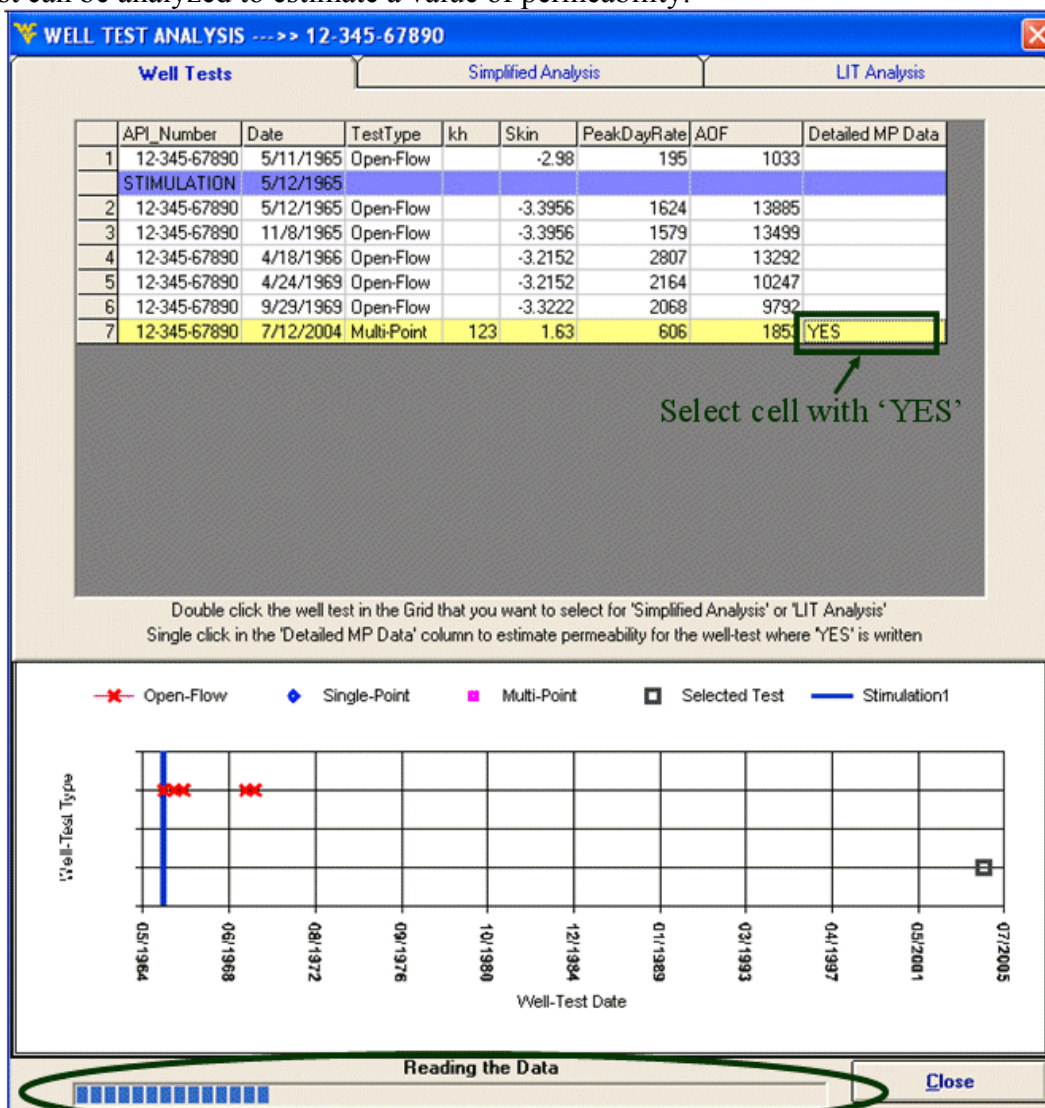 st can be analyzed to estimate a value of permeability.
WELL TEST ANALYSIS --->> 12-345-67890
Well Tests Simplified Analysis LIT Analysis
API_Number Date TestType kh Skin PeakDayRate AOF Detailed MP Data
1 12-345-67890 5/11/1965 Open-Flow -2.98 195 1033
STIMULATION 5/12/1965
2 12-345-67890 5/12/1965 Open-Flow -3.3956 1624 13885
3 12-345-67890 11/8/1965 Open-Flow -3.3956 1579 13499
4 12-345-67890 4/18/1966 Open-Flow -3.2152 2807 13292
5 12-345-67890 4/24/1969 Open-Flow -3.2152 2164 10247
6 12-345-67890 9/29/1969 Open-Flow -3.3222 2068 9792
7 12-345-67890 7/12/2004 Multi-Point 123 1.63 606 1853 YES
Select cell with ‘YES’
Double click the well test in the Grid that you want to select for 'Simplified Analysis' or 'LIT Analysis'
Single click in the 'Detailed MP Data' column to estimate permeability for the well-test where 'YES' is written
Open-Flow Single-Point Multi-Point Selected Test Stimulation1
Well-Test Type
05/1964 06/1968 08/1972 09/1976 10/1980 12/1984 01/1989 03/1993 04/1997 05/2001 07/2005
Well-Test Date
Reading the Data
Close